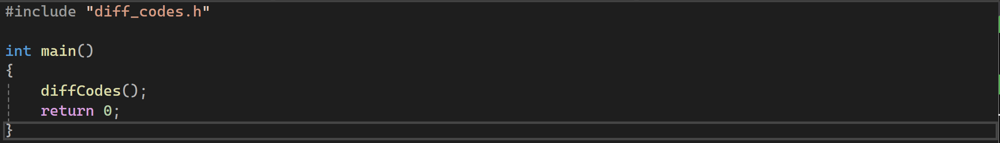 #include "diff_codes.h"
int main()
{
diffCodes();
return 0;
}